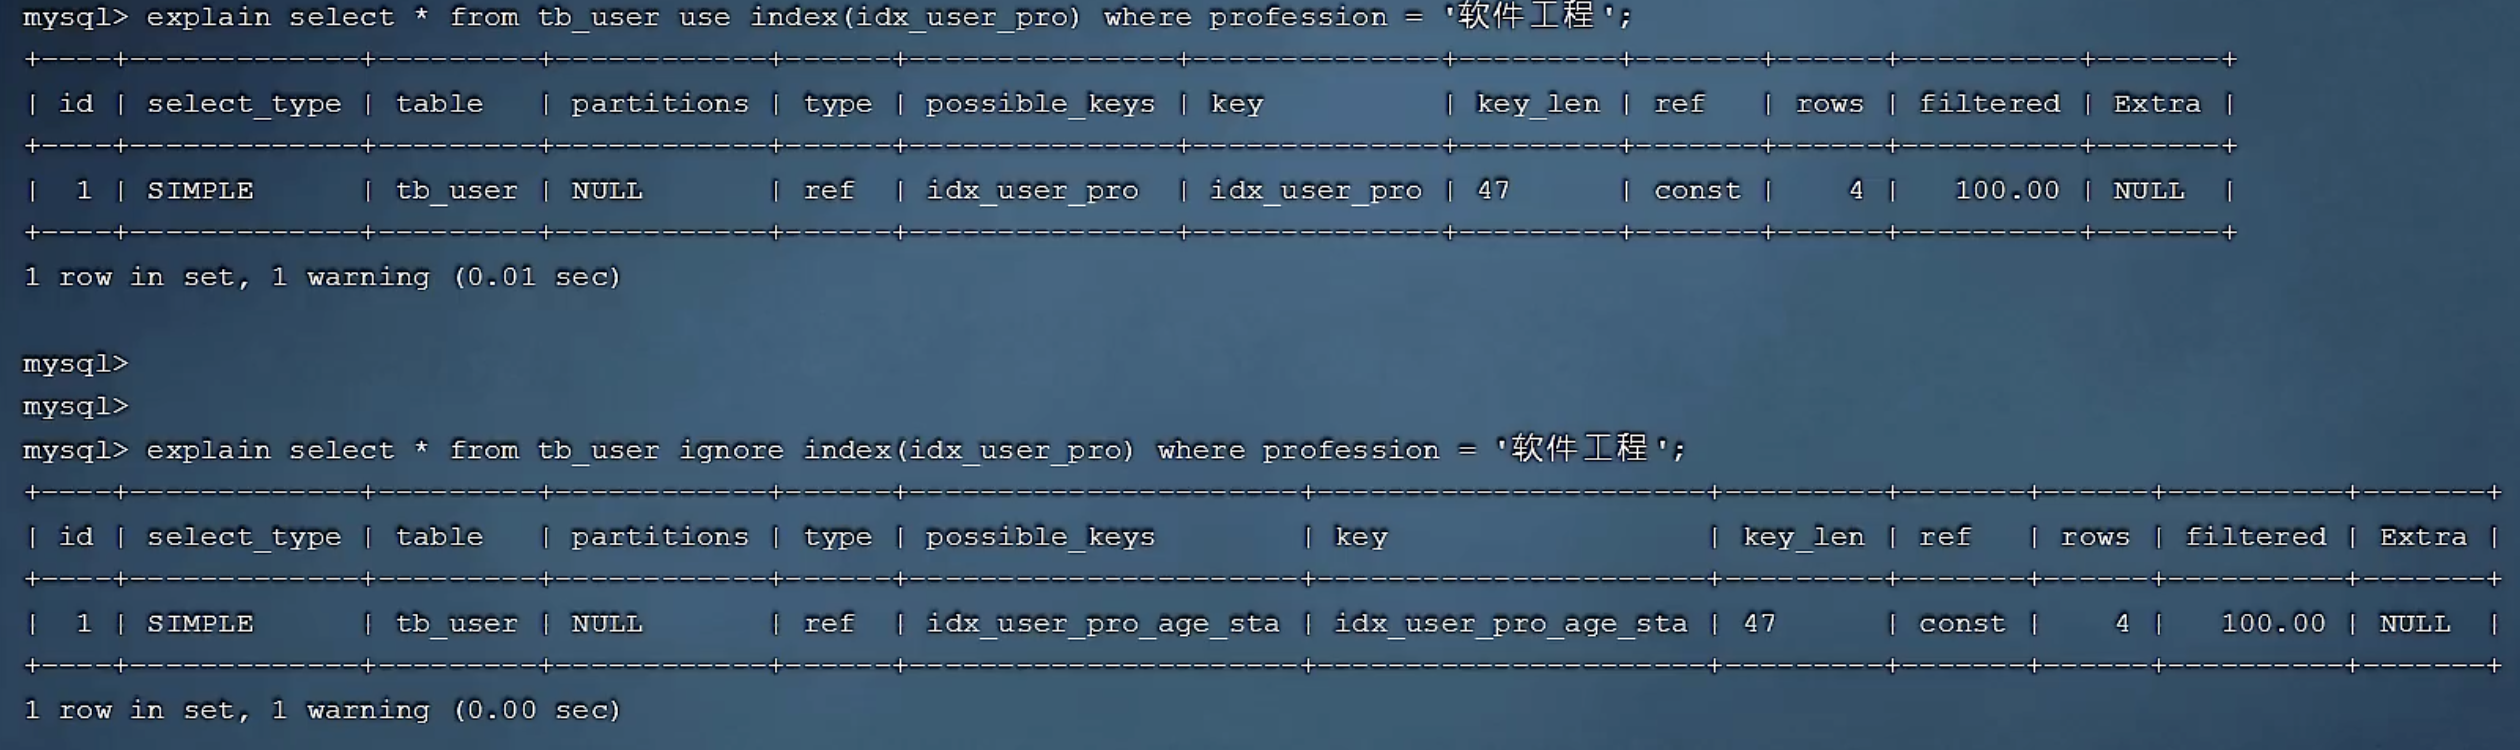 mysql> explain select * from tb_user use index(idx_user_pro) where profession = '软件工程';
+----+-------------+---------+------------+------+---------------+--------------+---------+-------+------+----------+-------+
| id | select_type | table   | partitions | type | possible_keys | key          | key_len | ref   | rows | filtered | Extra |
+----+-------------+---------+------------+------+---------------+--------------+---------+-------+------+----------+-------+
|  1 | SIMPLE      | tb_user | NULL       | ref  | idx_user_pro  | idx_user_pro | 47      | const |    4 |   100.00 | NULL  |
+----+-------------+---------+------------+------+---------------+--------------+---------+-------+------+----------+-------+
1 row in set, 1 warning (0.01 sec)
mysql>
mysql>
mysql> explain select * from tb_user ignore index(idx_user_pro) where profession = '软件工程';
+----+-------------+---------+------------+------+----------------------+----------------------+---------+-------+------+----------+-------+
| id | select_type | table   | partitions | type | possible_keys        | key                  | key_len | ref   | rows | filtered | Extra |
+----+-------------+---------+------------+------+----------------------+----------------------+---------+-------+------+----------+-------+
|  1 | SIMPLE      | tb_user | NULL       | ref  | idx_user_pro_age_sta | idx_user_pro_age_sta | 47      | const |    4 |   100.00 | NULL  |
+----+-------------+---------+------------+------+----------------------+----------------------+---------+-------+------+----------+-------+
1 row in set, 1 warning (0.00 sec)